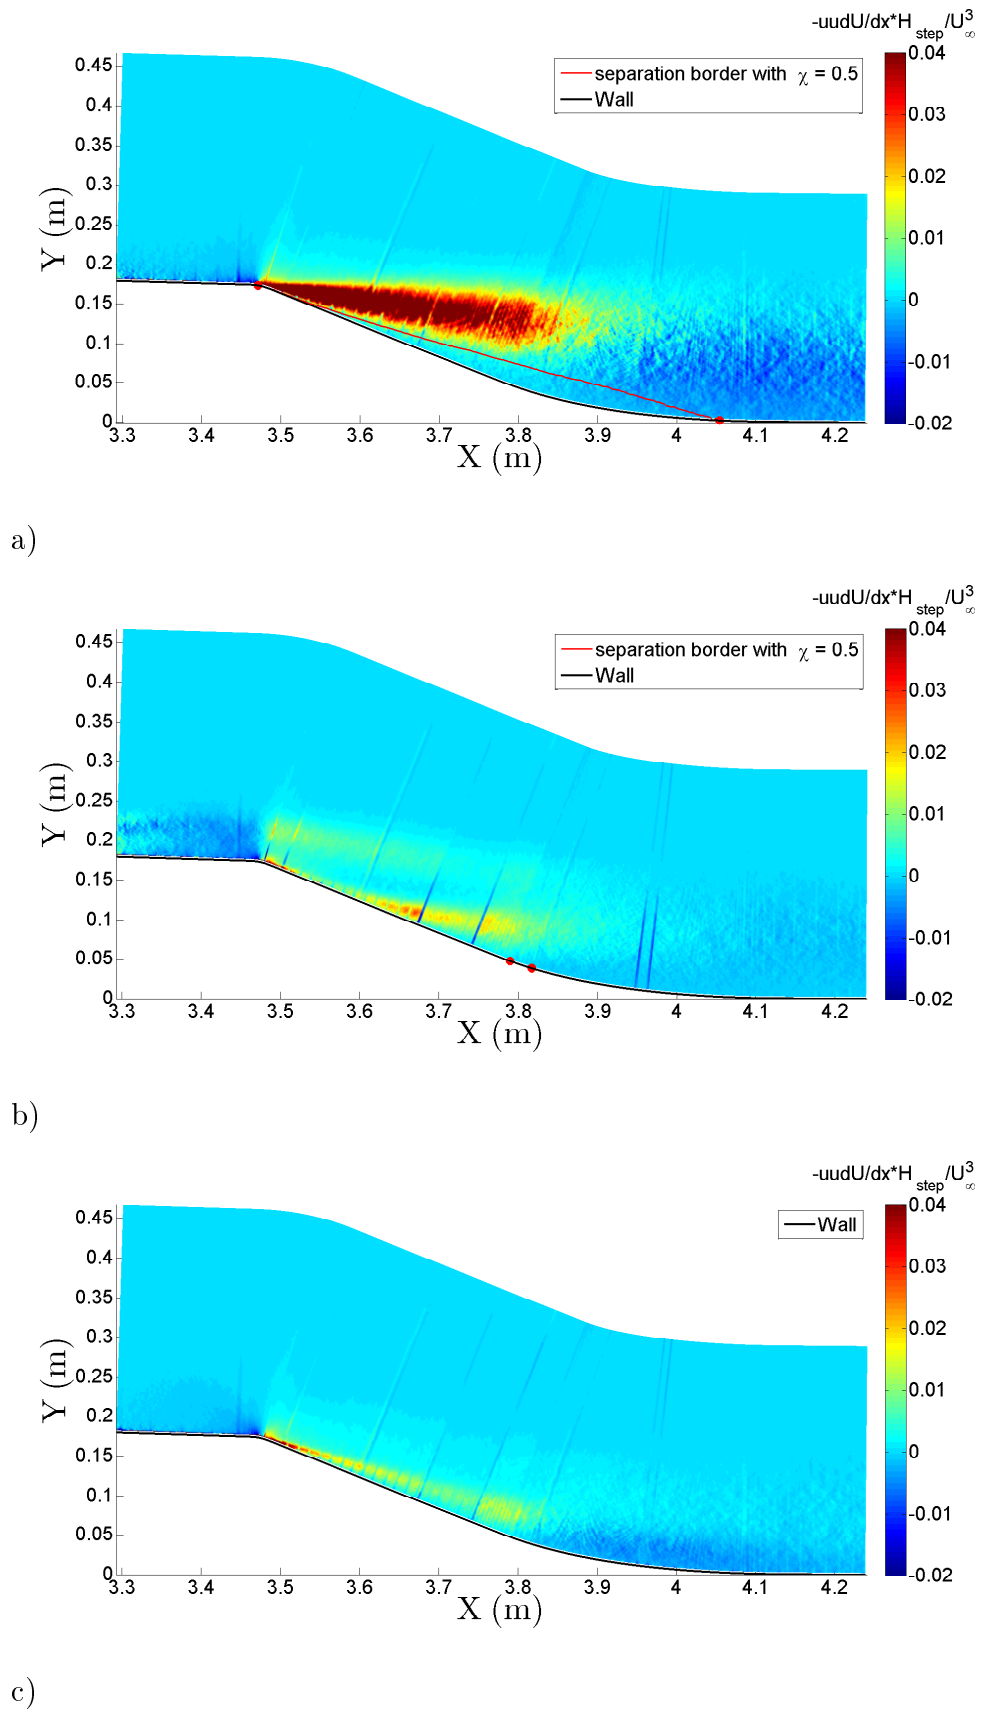 -uudU/dx*H step/U∞3
separation border with χ = 0.5
Wall
0.04
0.03
0.02
0.01
0
-0.01
-0.02
0.45
0.4
0.35
0.3
0.25
0.2
0.15
0.1
0.05
0
Y (m)
3.3 3.4 3.5 3.6 3.7 3.8 3.9 4 4.1 4.2
X (m)
a)
-uudU/dx*H step/U∞3
separation border with χ = 0.5
Wall
0.04
0.03
0.02
0.01
0
-0.01
-0.02
0.45
0.4
0.35
0.3
0.25
0.2
0.15
0.1
0.05
0
Y (m)
3.3 3.4 3.5 3.6 3.7 3.8 3.9 4 4.1 4.2
X (m)
b)
-uudU/dx*H step/U∞3
Wall
0.04
0.03
0.02
0.01
0
-0.01
-0.02
0.45
0.4
0.35
0.3
0.25
0.2
0.15
0.1
0.05
0
Y (m)
3.3 3.4 3.5 3.6 3.7 3.8 3.9 4 4.1 4.2
X (m)
c)